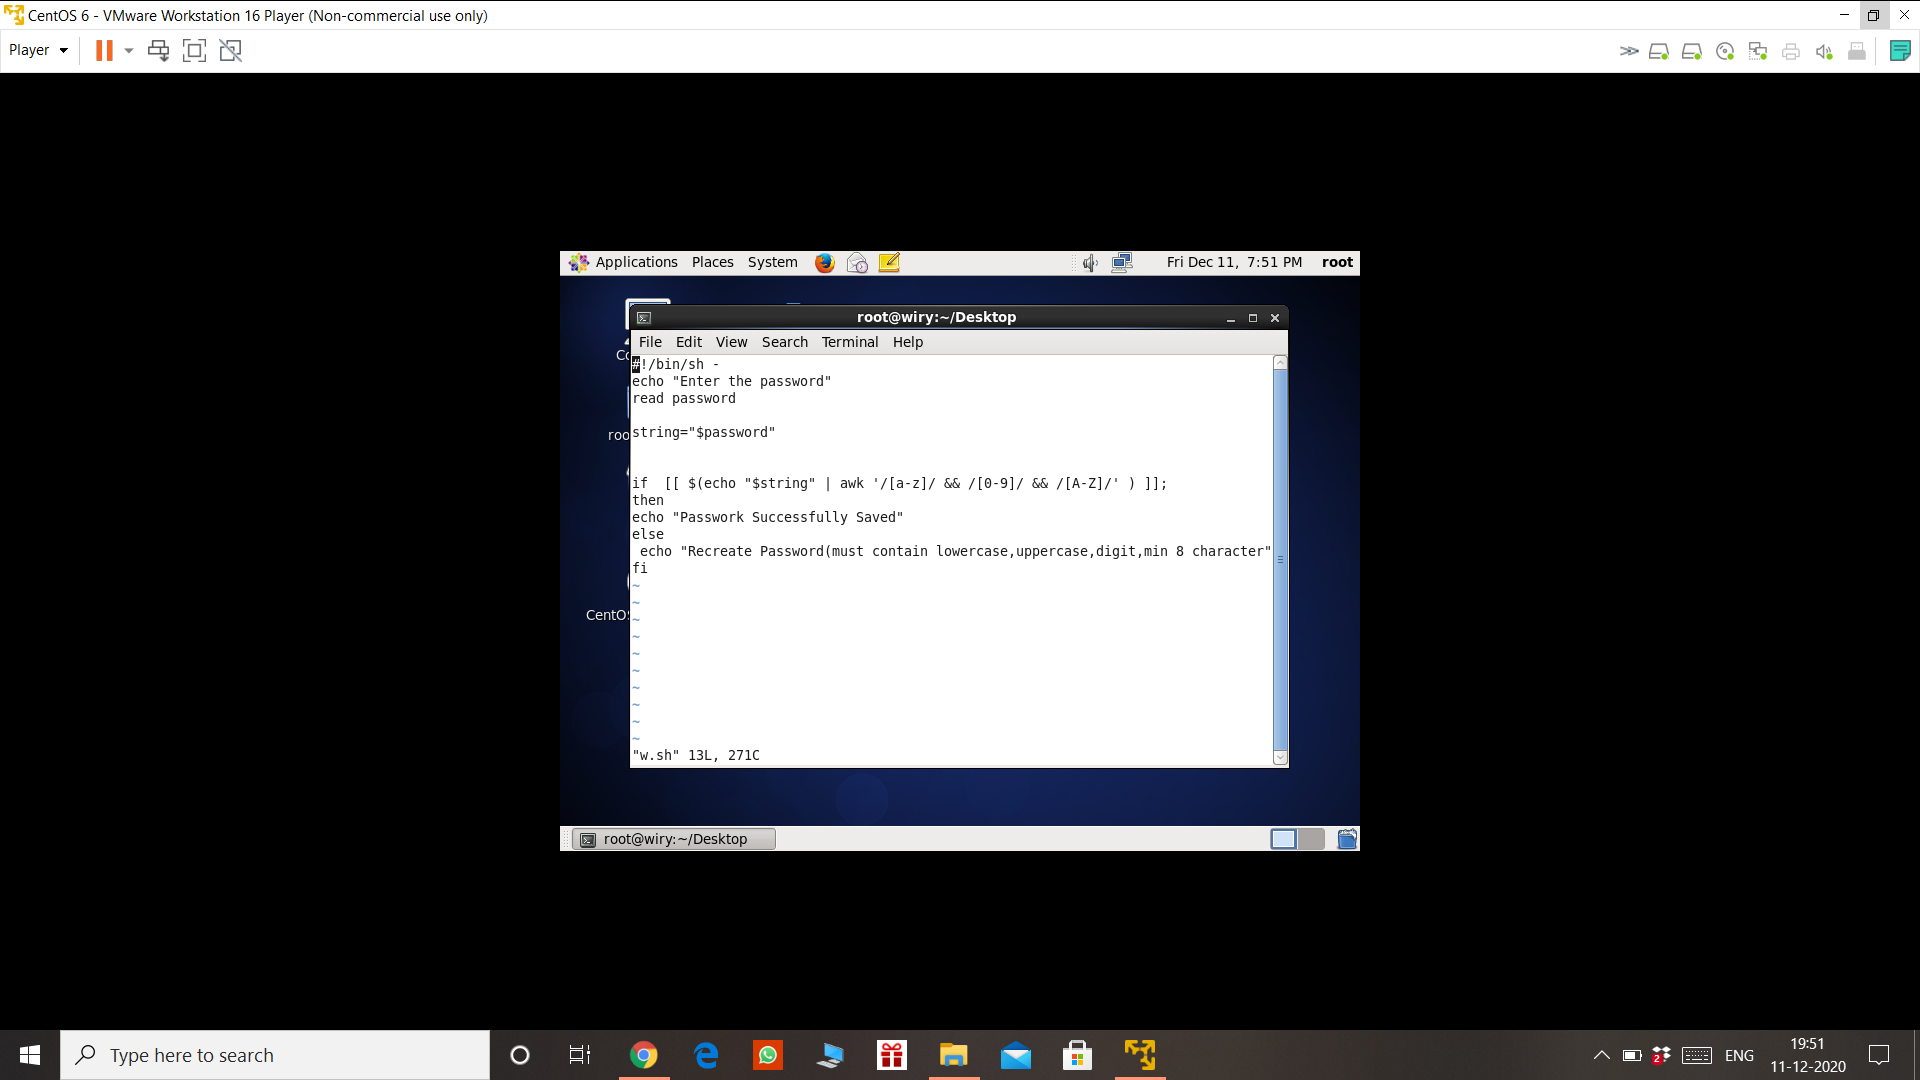 CentOS 6 - VMware Workstation 16 Player (Non-commercial use only)
Player
Applications Places System Fri Dec 11, 7:51 PM root
root@wiry:~/Desktop
File Edit View Search Terminal Help
#!/bin/sh -
echo "Enter the password"
read password
string="$password"
if  [[ $(echo "$string" | awk '/[a-z]/ && /[0-9]/ && /[A-Z]/' ) ]];
then
echo "Passwork Successfully Saved"
else
 echo "Recreate Password(must contain lowercase,uppercase,digit,min 8 character"
fi
~
~
~
~
~
~
~
~
~
~
"w.sh" 13L, 271C
Co
roo
CentOS
root@wiry:~/Desktop
Type here to search
2
ENG
19:51
11-12-2020